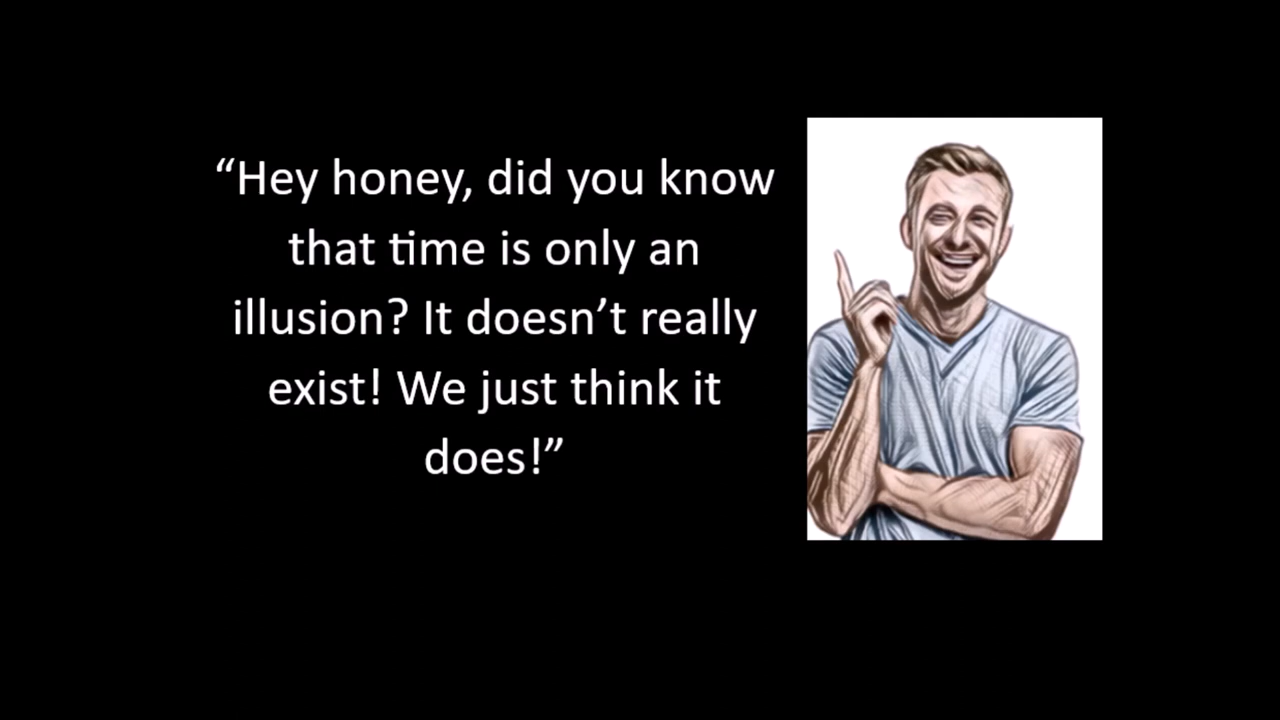 “Hey honey, did you know
that time is only an
illusion? It doesn’t really
exist! We just think it
does!”